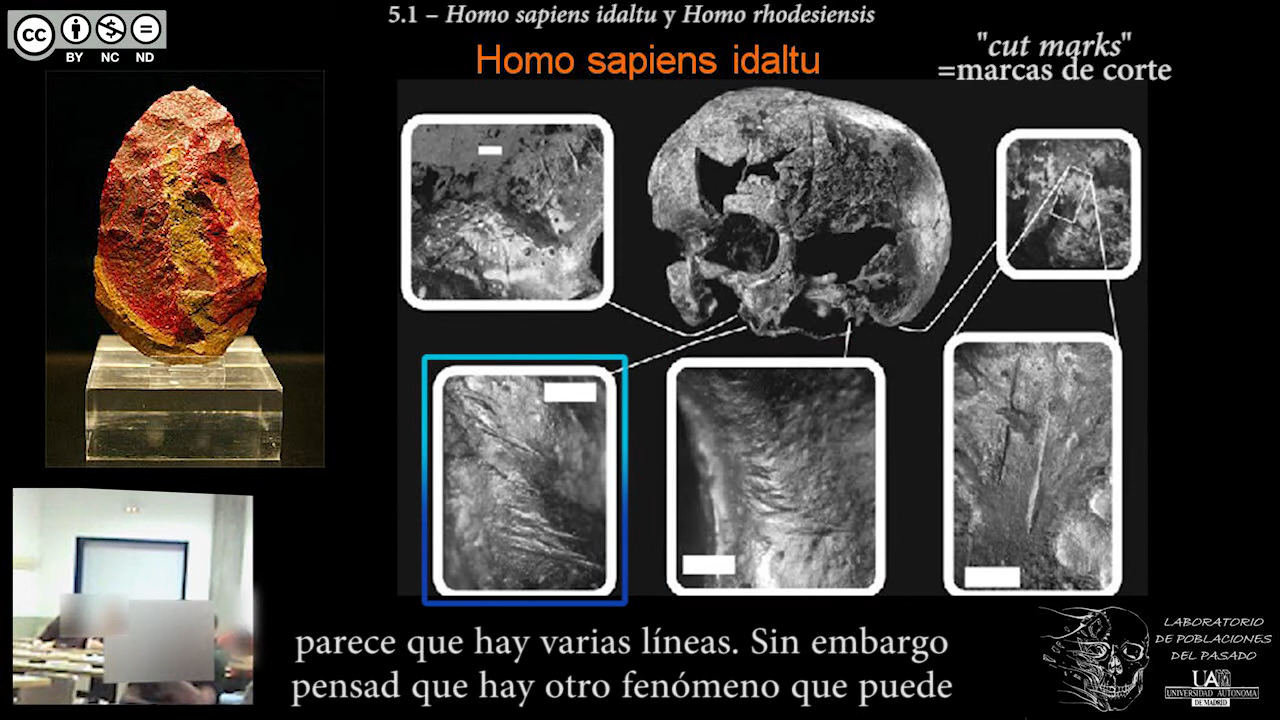 5.1 – Homo sapiens idaltu y Homo rhodesiensis
cc
BY NC ND
Homo sapiens idaltu
"cut marks"
=marcas de corte
parece que hay varias líneas. Sin embargo
pensad que hay otro fenómeno que puede
LABORATORIO
DE POBLACIONES
DEL PASADO
UAM
UNIVERSIDAD AUTONOMA
DE MADRID